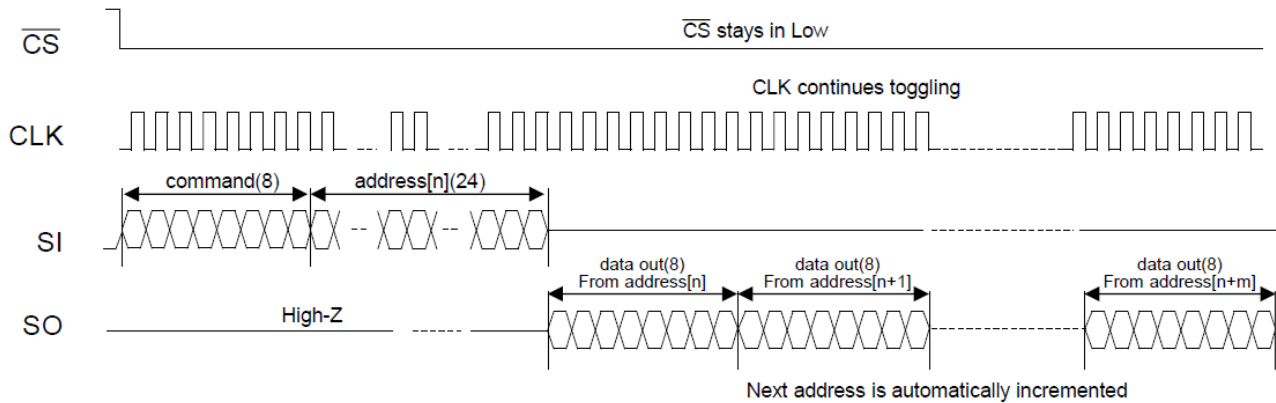 CS
CS stays in Low
CLK continues toggling
CLK
command(8)
address[n](24)
SI
data out(8)
From address[n]
data out(8)
From address[n+1]
data out(8)
From address[n+m]
High-Z
SO
Next address is automatically incremented